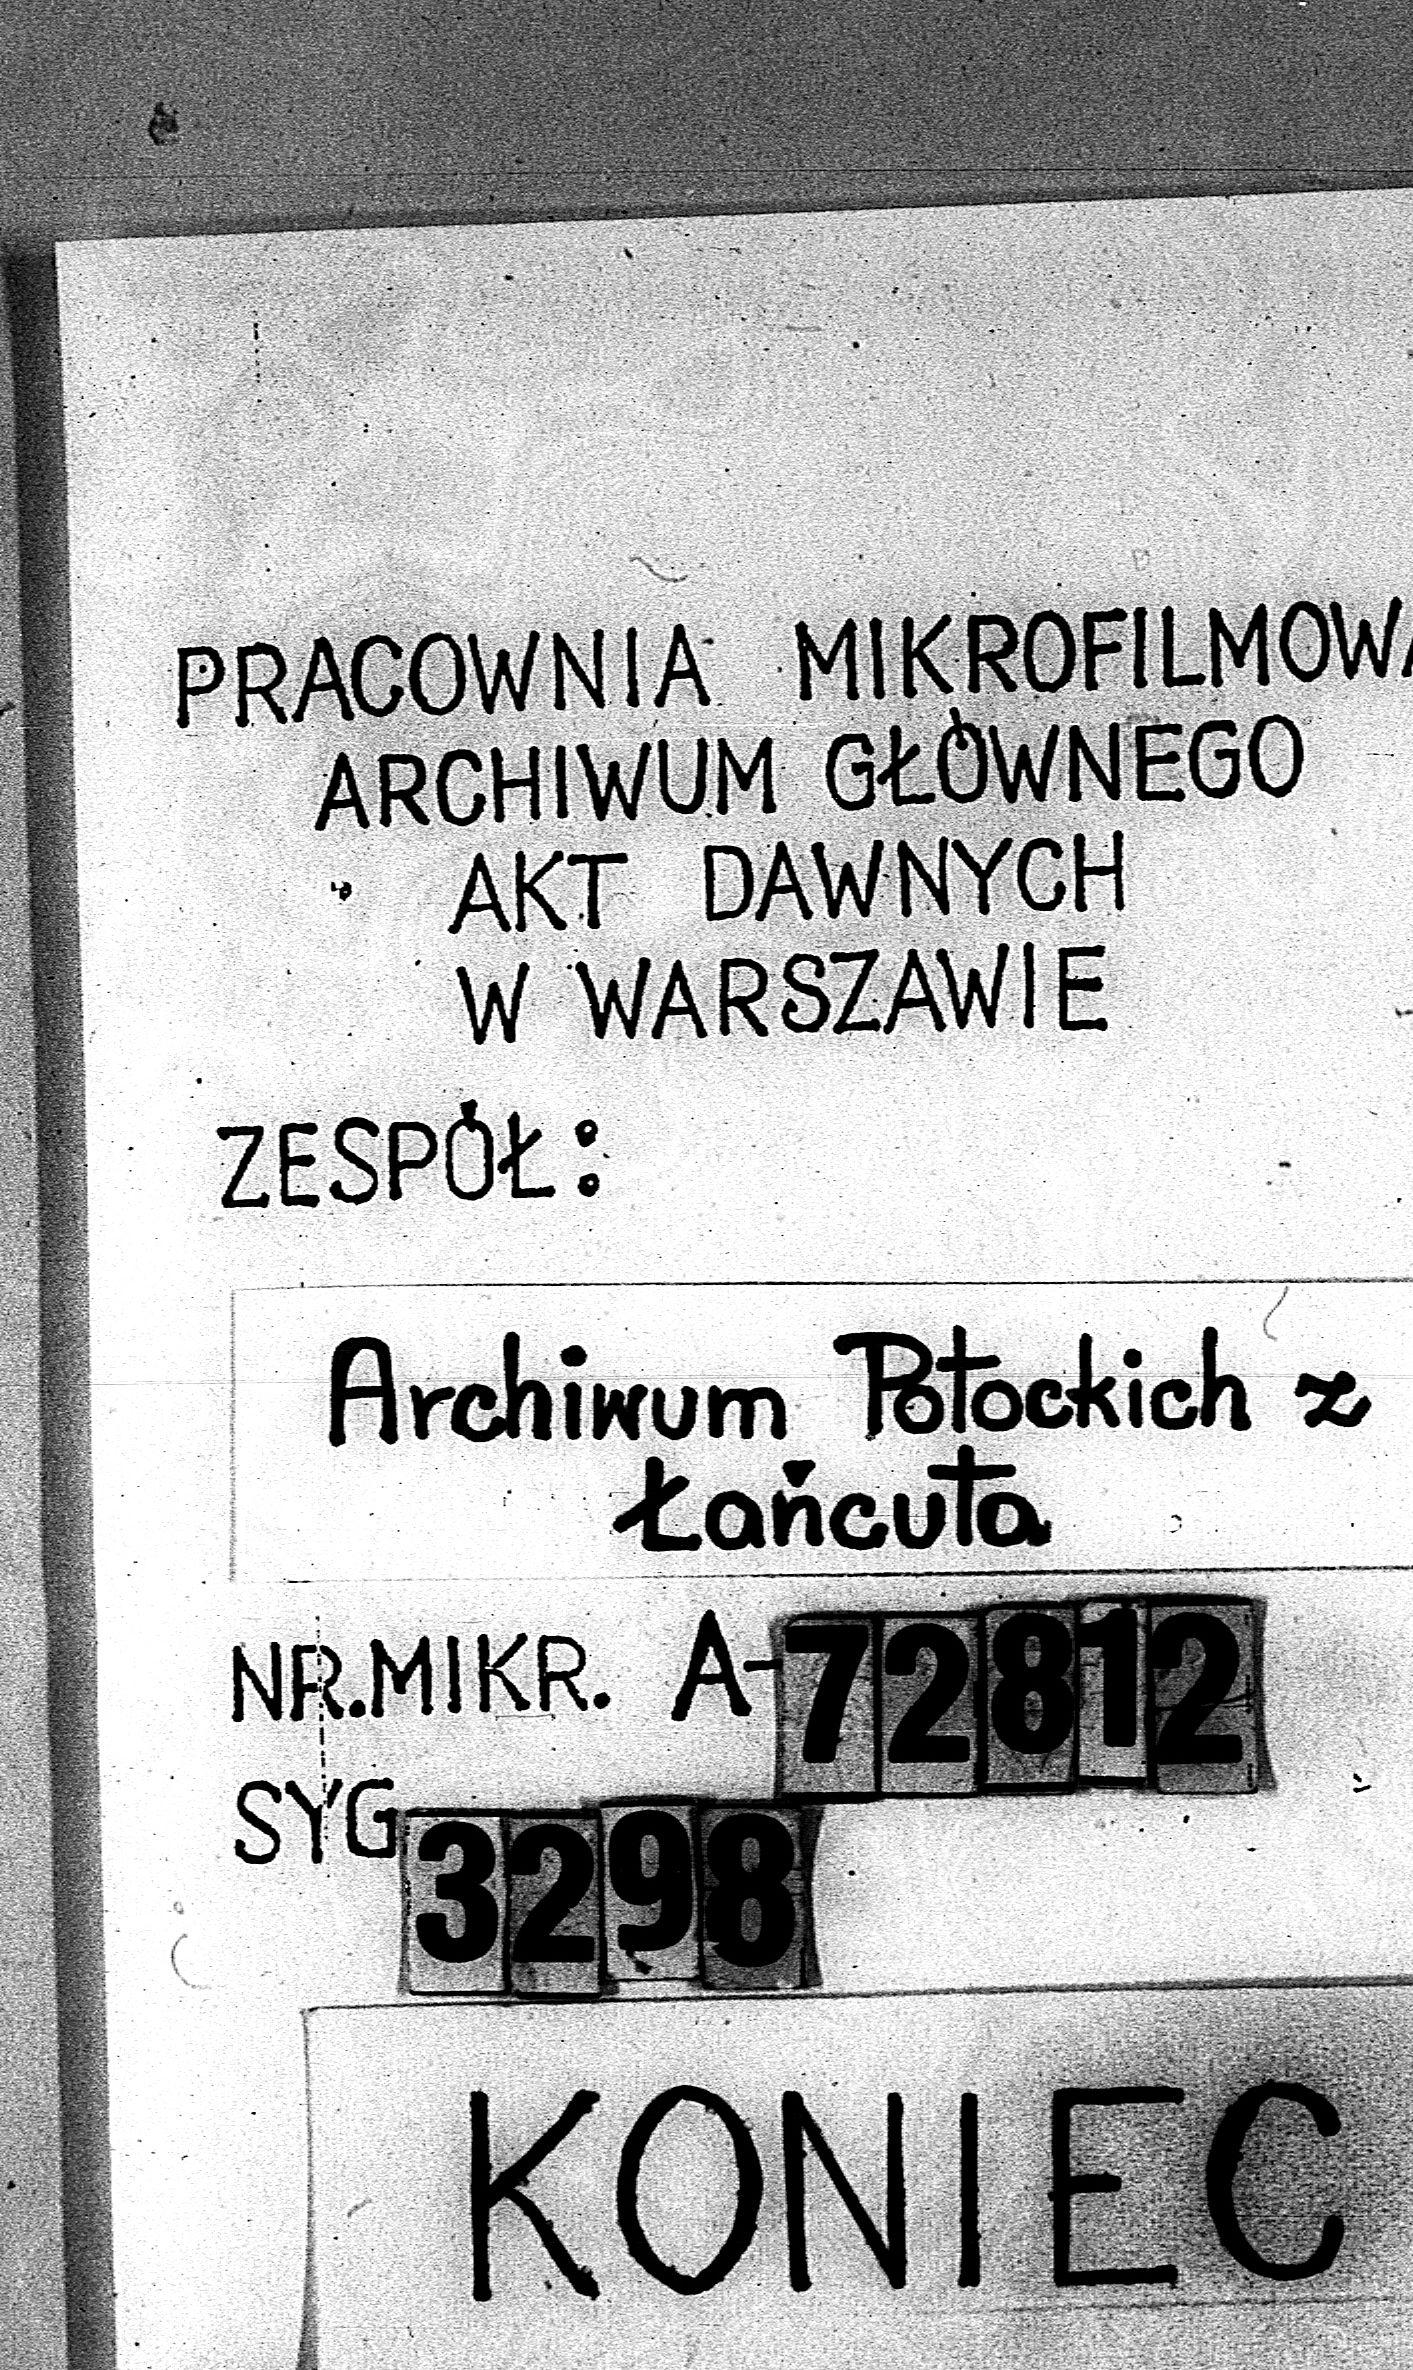 PRACOWNIA MIKROFILMOWA
ARCHIWUM GŁÓWNEGO
AKT DAWNYCH
W WARSZAWIE
ZESPÓŁ:
Archiwum Potockich z
Łańcuta
NR.MIKR. A-72812
SYG 3298
KONIEC